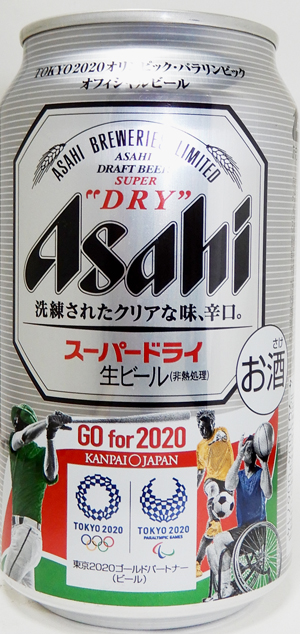 TOKYO2020オリンピック・パラリンピック
オフィシャルビール
ASAHI BREWERIES LIMITED
ASAHI
DRAFT BEER
SUPER
"DRY"
Asahi
洗練されたクリアな味、辛口。
スーパードライ
生ビール(非熱処理)
さけ
お酒
GO for 2020
KANPAI JAPAN
TOKYO 2020
TOKYO 2020
PARALYMPIC GAMES
東京2020ゴールドパートナー
(ビール)